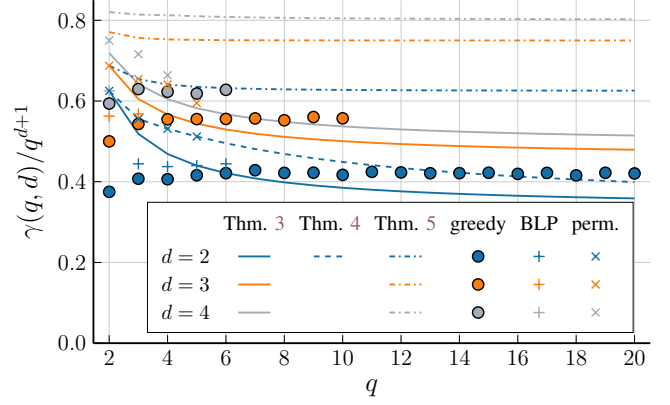 0.8
0.6
0.4
0.2
0.0
γ(q, d)/q^{d+1}
Thm. 3 Thm. 4 Thm. 5 greedy BLP perm.
d = 2
d = 3
d = 4
2 4 6 8 10 12 14 16 18 20
q